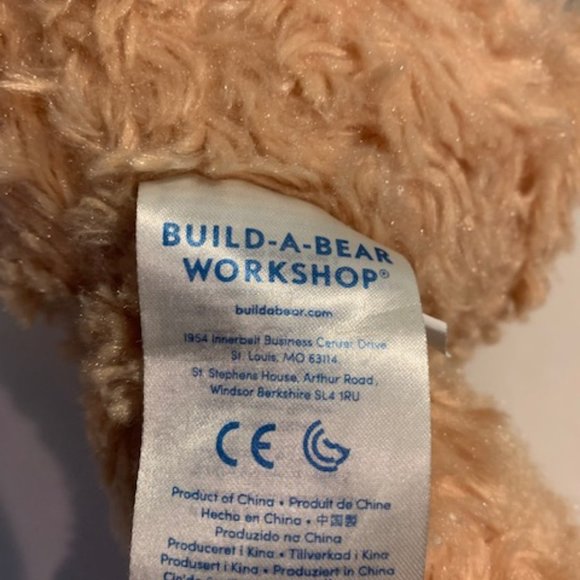 BUILD-A-BEAR
WORKSHOP®
buildabear.com
1954 Innerbelt Business Center Drive
St. Louis, MO 63114
St. Stephens House, Arthur Road,
Windsor Berkshire SL4 1RU
CE
Product of China • Produit de Chine
Hecho en China • 中国製
Produzido na China
Produceret i Kina • Tillverkad i Kina
Produsert i Kina • Produziert in China